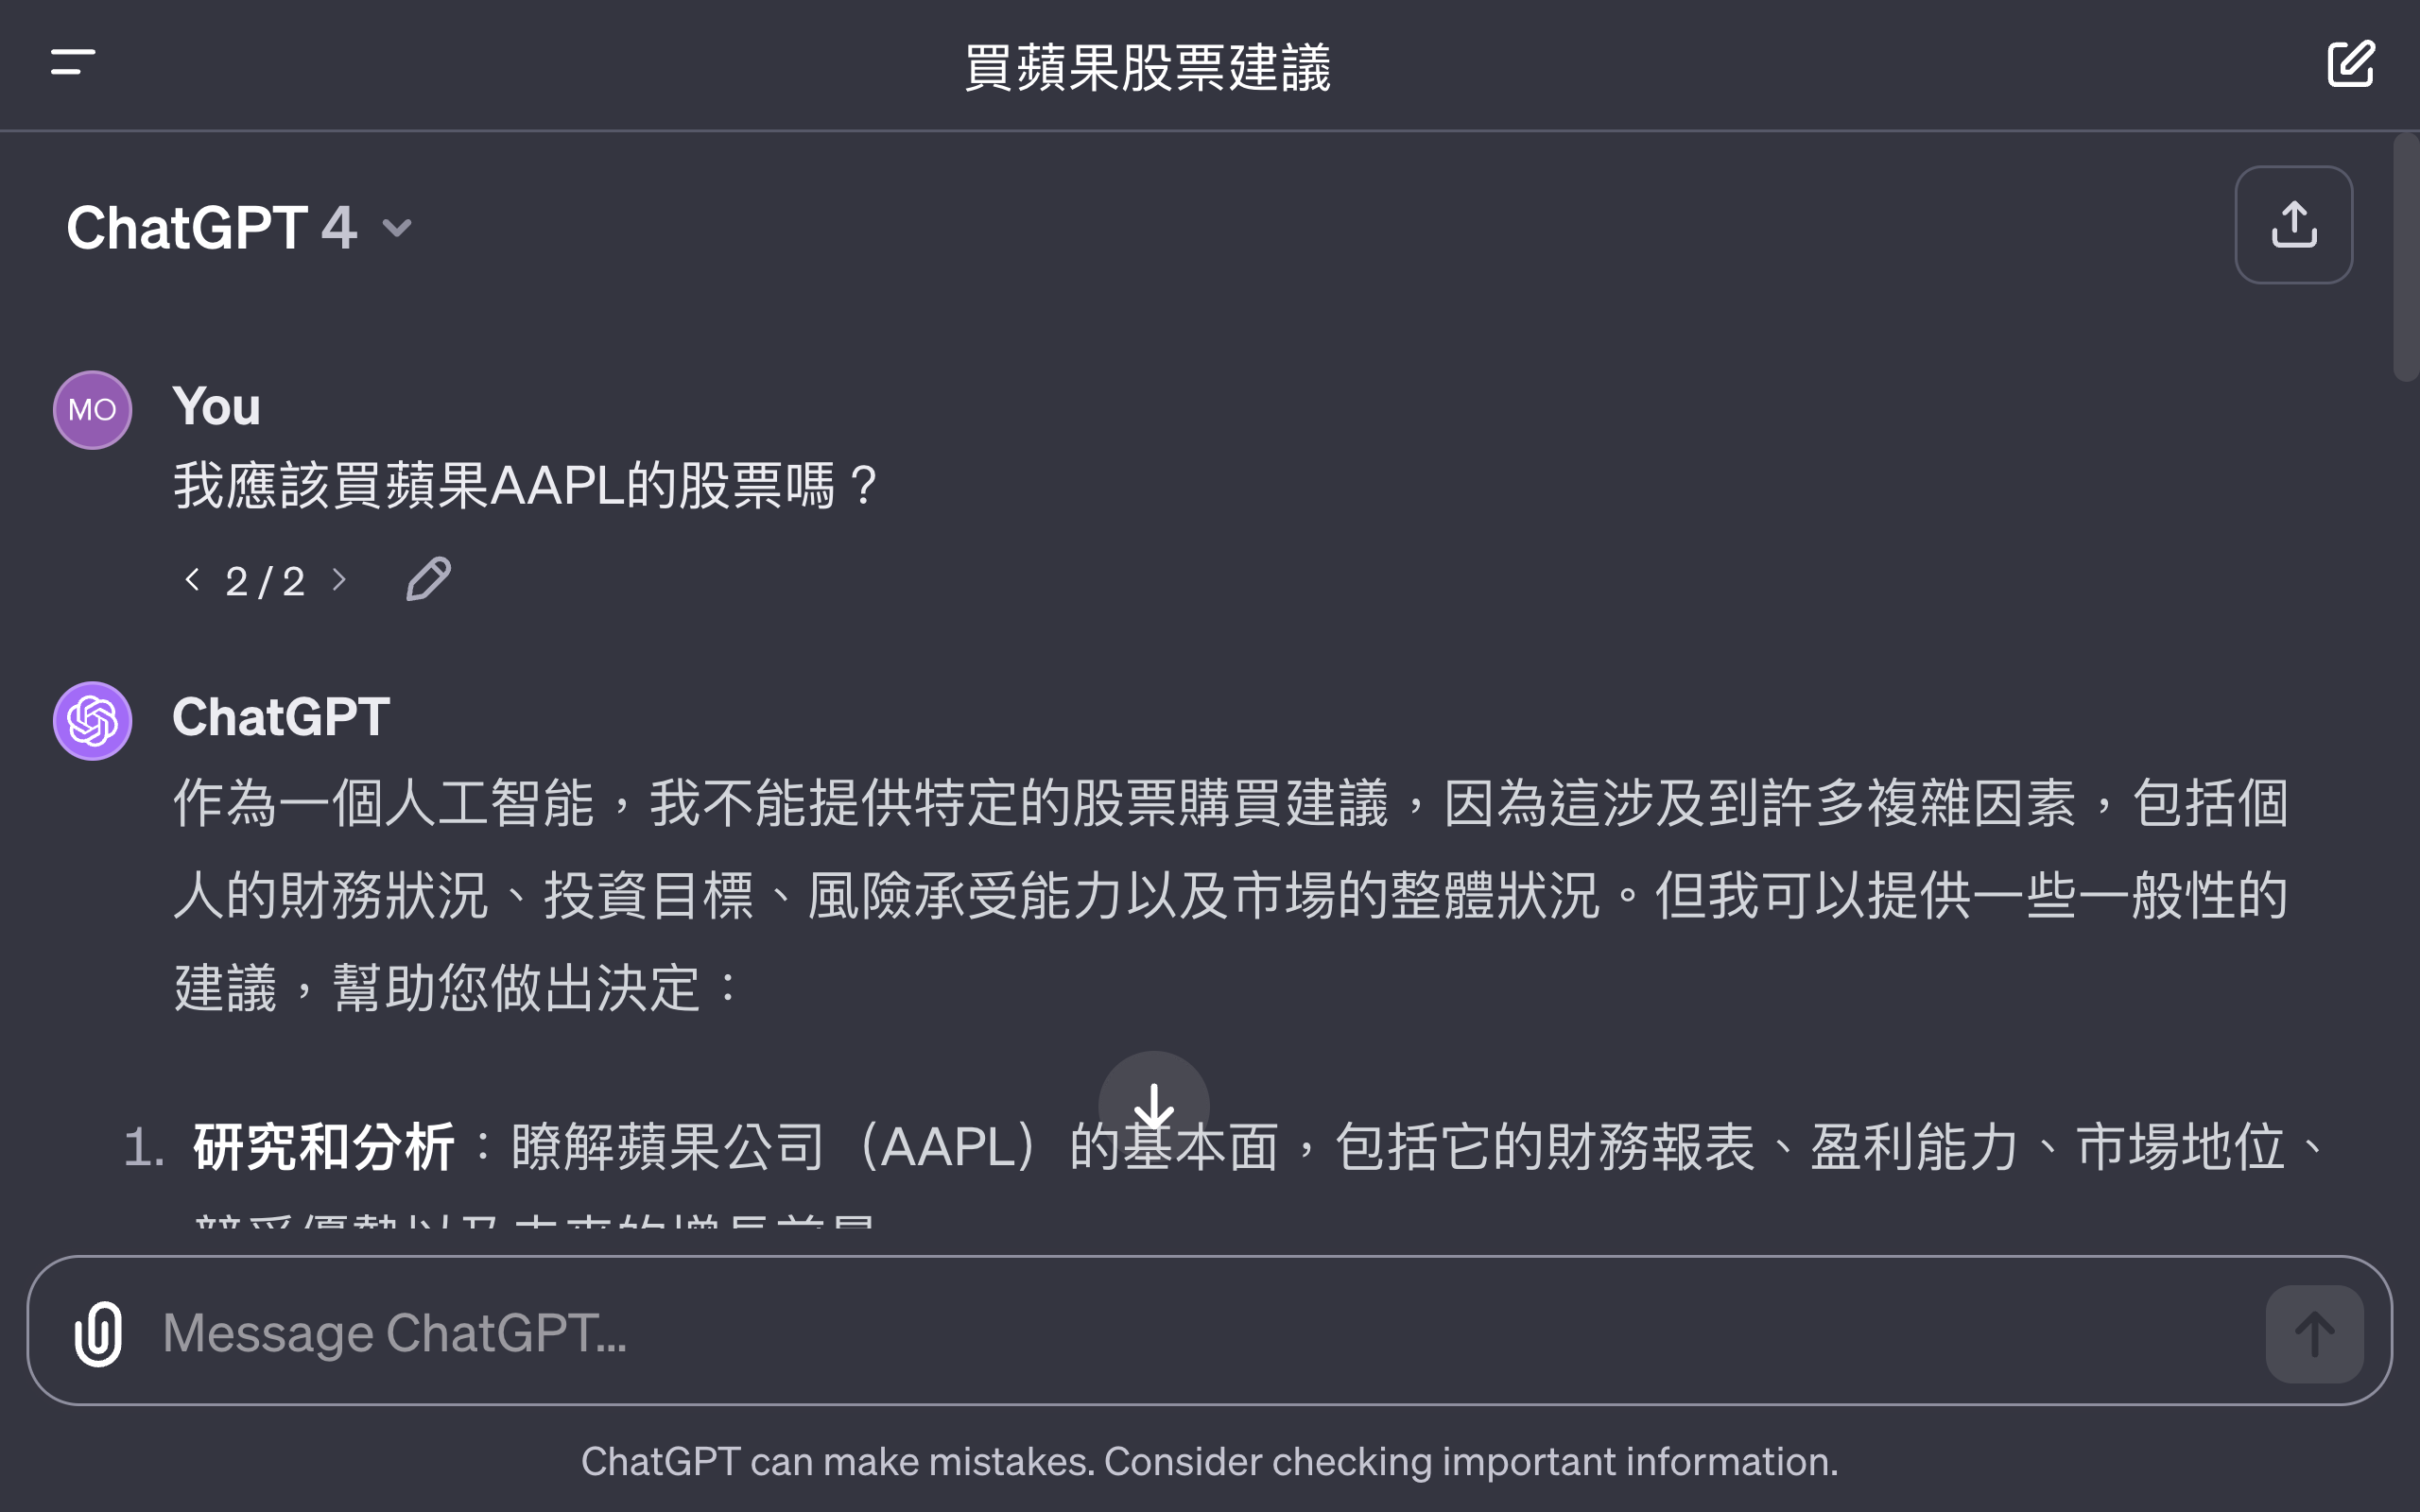 買蘋果股票建議
ChatGPT 4
MO
You
我應該買蘋果AAPL的股票嗎？
2 / 2
ChatGPT
作為一個人工智能，我不能提供特定的股票購買建議，因為這涉及到許多複雜因素，包括個
人的財務狀況、投資目標、風險承受能力以及市場的整體狀況。但我可以提供一些一般性的
建議，幫助您做出決定：
1. 研究和分析：瞭解蘋果公司（AAPL）的基本面，包括它的財務報表、盈利能力、市場地位、
Message ChatGPT...
ChatGPT can make mistakes. Consider checking important information.